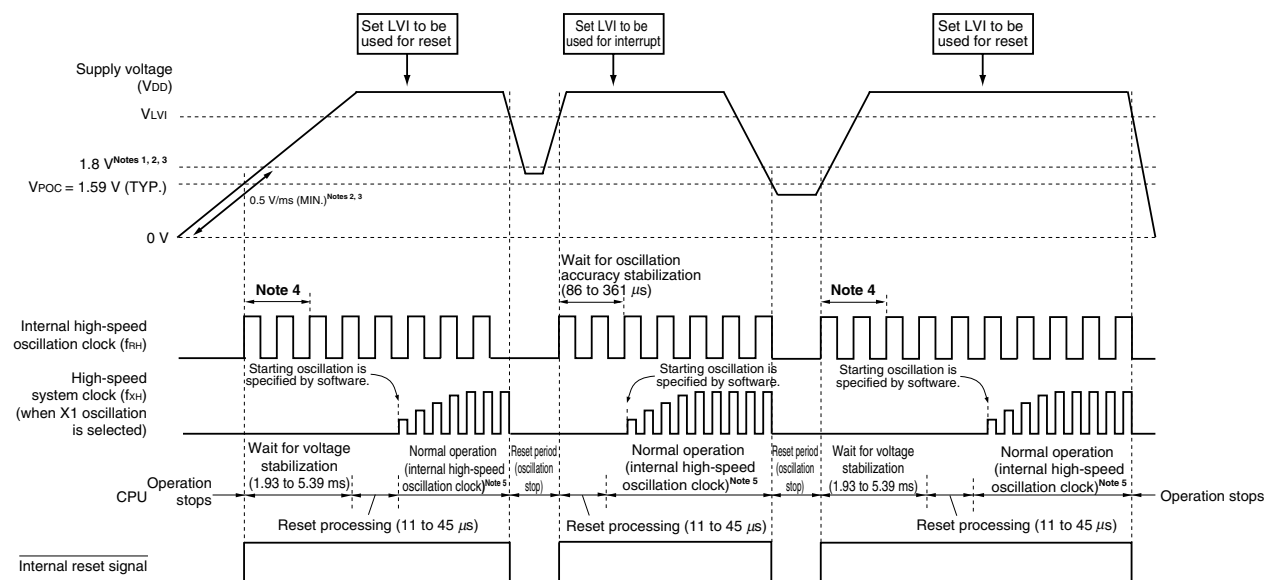 Set LVI to be
used for reset
Set LVI to be
used for interrupt
Set LVI to be
used for reset
Supply voltage
(VDD)
VLVI
1.8 V Notes 1, 2, 3
VPOC = 1.59 V (TYP.)
0.5 V/ms (MIN.) Notes 2, 3
0 V
Wait for oscillation
accuracy stabilization
(86 to 361 μs)
Note 4
Note 4
Internal high-speed
oscillation clock (fRH)
Starting oscillation is
specified by software.
Starting oscillation is
specified by software.
Starting oscillation is
specified by software.
High-speed
system clock (fXH)
(when X1 oscillation
is selected)
Wait for voltage
stabilization
(1.93 to 5.39 ms)
Normal operation
(internal high-speed
oscillation clock) Note 5
Reset period
(oscillation
stop)
Normal operation
(internal high-speed
oscillation clock) Note 5
Reset period
(oscillation
stop)
Wait for voltage
stabilization
(1.93 to 5.39 ms)
Normal operation
(internal high-speed
oscillation clock) Note 5
CPU
Operation
stops
Operation stops
Reset processing (11 to 45 μs)
Reset processing (11 to 45 μs)
Reset processing (11 to 45 μs)
Internal reset signal